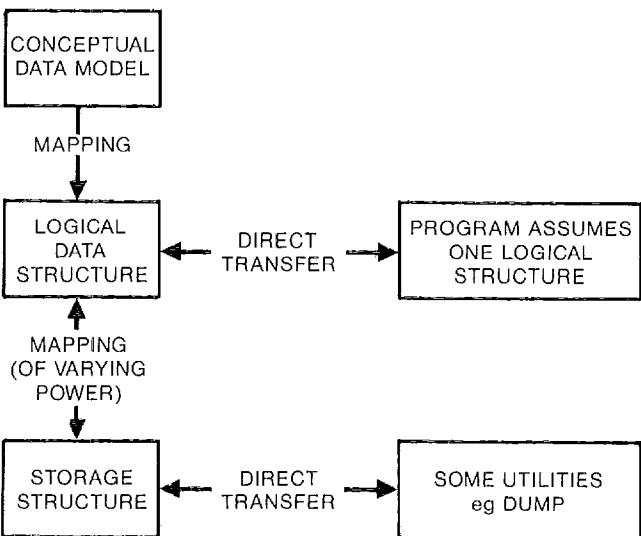 CONCEPTUAL
DATA MODEL
MAPPING
LOGICAL
DATA
STRUCTURE
DIRECT
TRANSFER
PROGRAM ASSUMES
ONE LOGICAL
STRUCTURE
MAPPING
(OF VARYING
POWER)
STORAGE
STRUCTURE
DIRECT
TRANSFER
SOME UTILITIES
eg DUMP